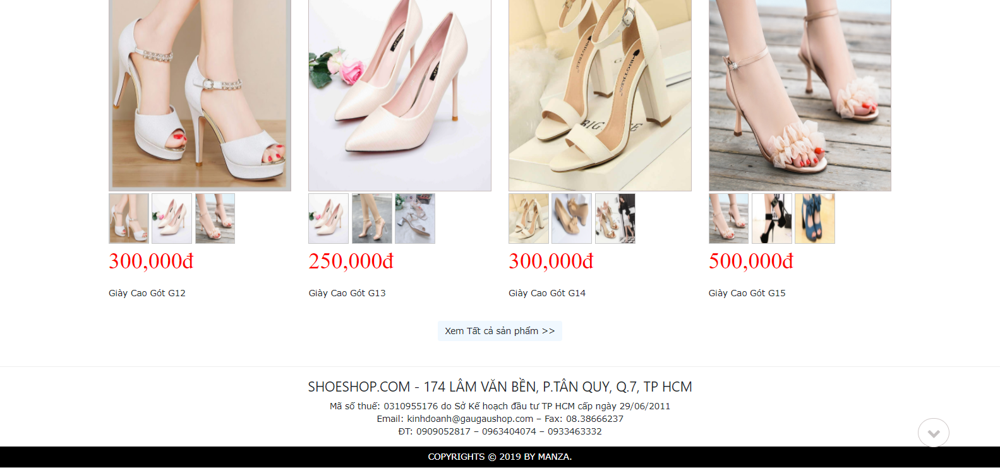 BIGTREE
BIGTREE
300,000đ
250,000đ
300,000đ
500,000đ
Giày Cao Gót G12
Giày Cao Gót G13
Giày Cao Gót G14
Giày Cao Gót G15
Xem Tất cả sản phẩm >>
SHOESHOP.COM - 174 LÂM VĂN BỀN, P.TÂN QUY, Q.7, TP HCM
Mã số thuế: 0310955176 do Sở Kế hoạch đầu tư TP HCM cấp ngày 29/06/2011
Email: kinhdoanh@gaugaushop.com – Fax: 08.38666237
ĐT: 0909052817 – 0963404074 – 0933463332
COPYRIGHTS © 2019 BY MANZA.